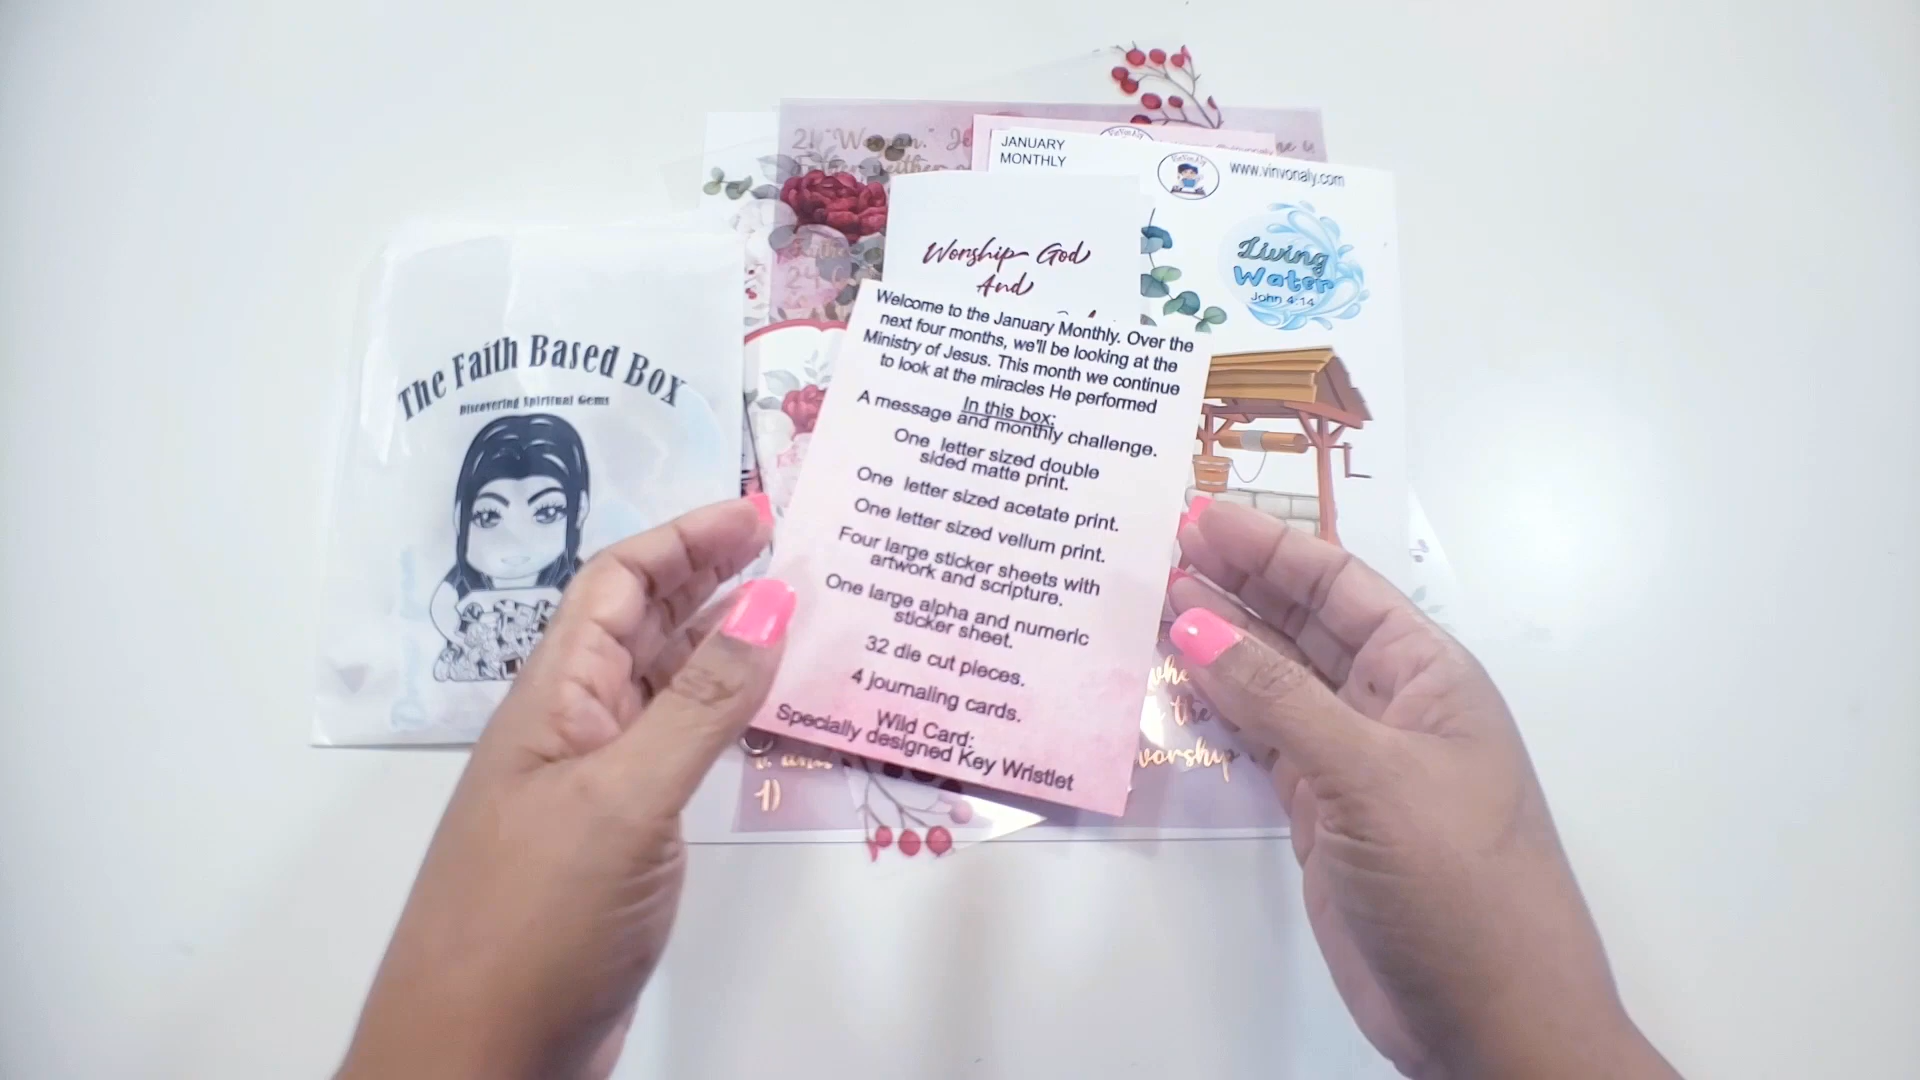 21 "Woman."
JANUARY
MONTHLY
www.vinvonaly.com
Living
Water
John 4:14
Worship God
And
The Faith Based Box
Discovering Spiritual Gems
Welcome to the January Monthly. Over the
next four months, we'll be looking at the
Ministry of Jesus. This month we continue
to look at the miracles He performed
In this box:
A message and monthly challenge.
One letter sized double
sided matte print.
One letter sized acetate print.
One letter sized vellum print.
Four large sticker sheets with
artwork and scripture.
One large alpha and numeric
sticker sheet.
32 die cut pieces.
4 journaling cards.
Wild Card:
Specially designed Key Wristlet
the
worship
1)